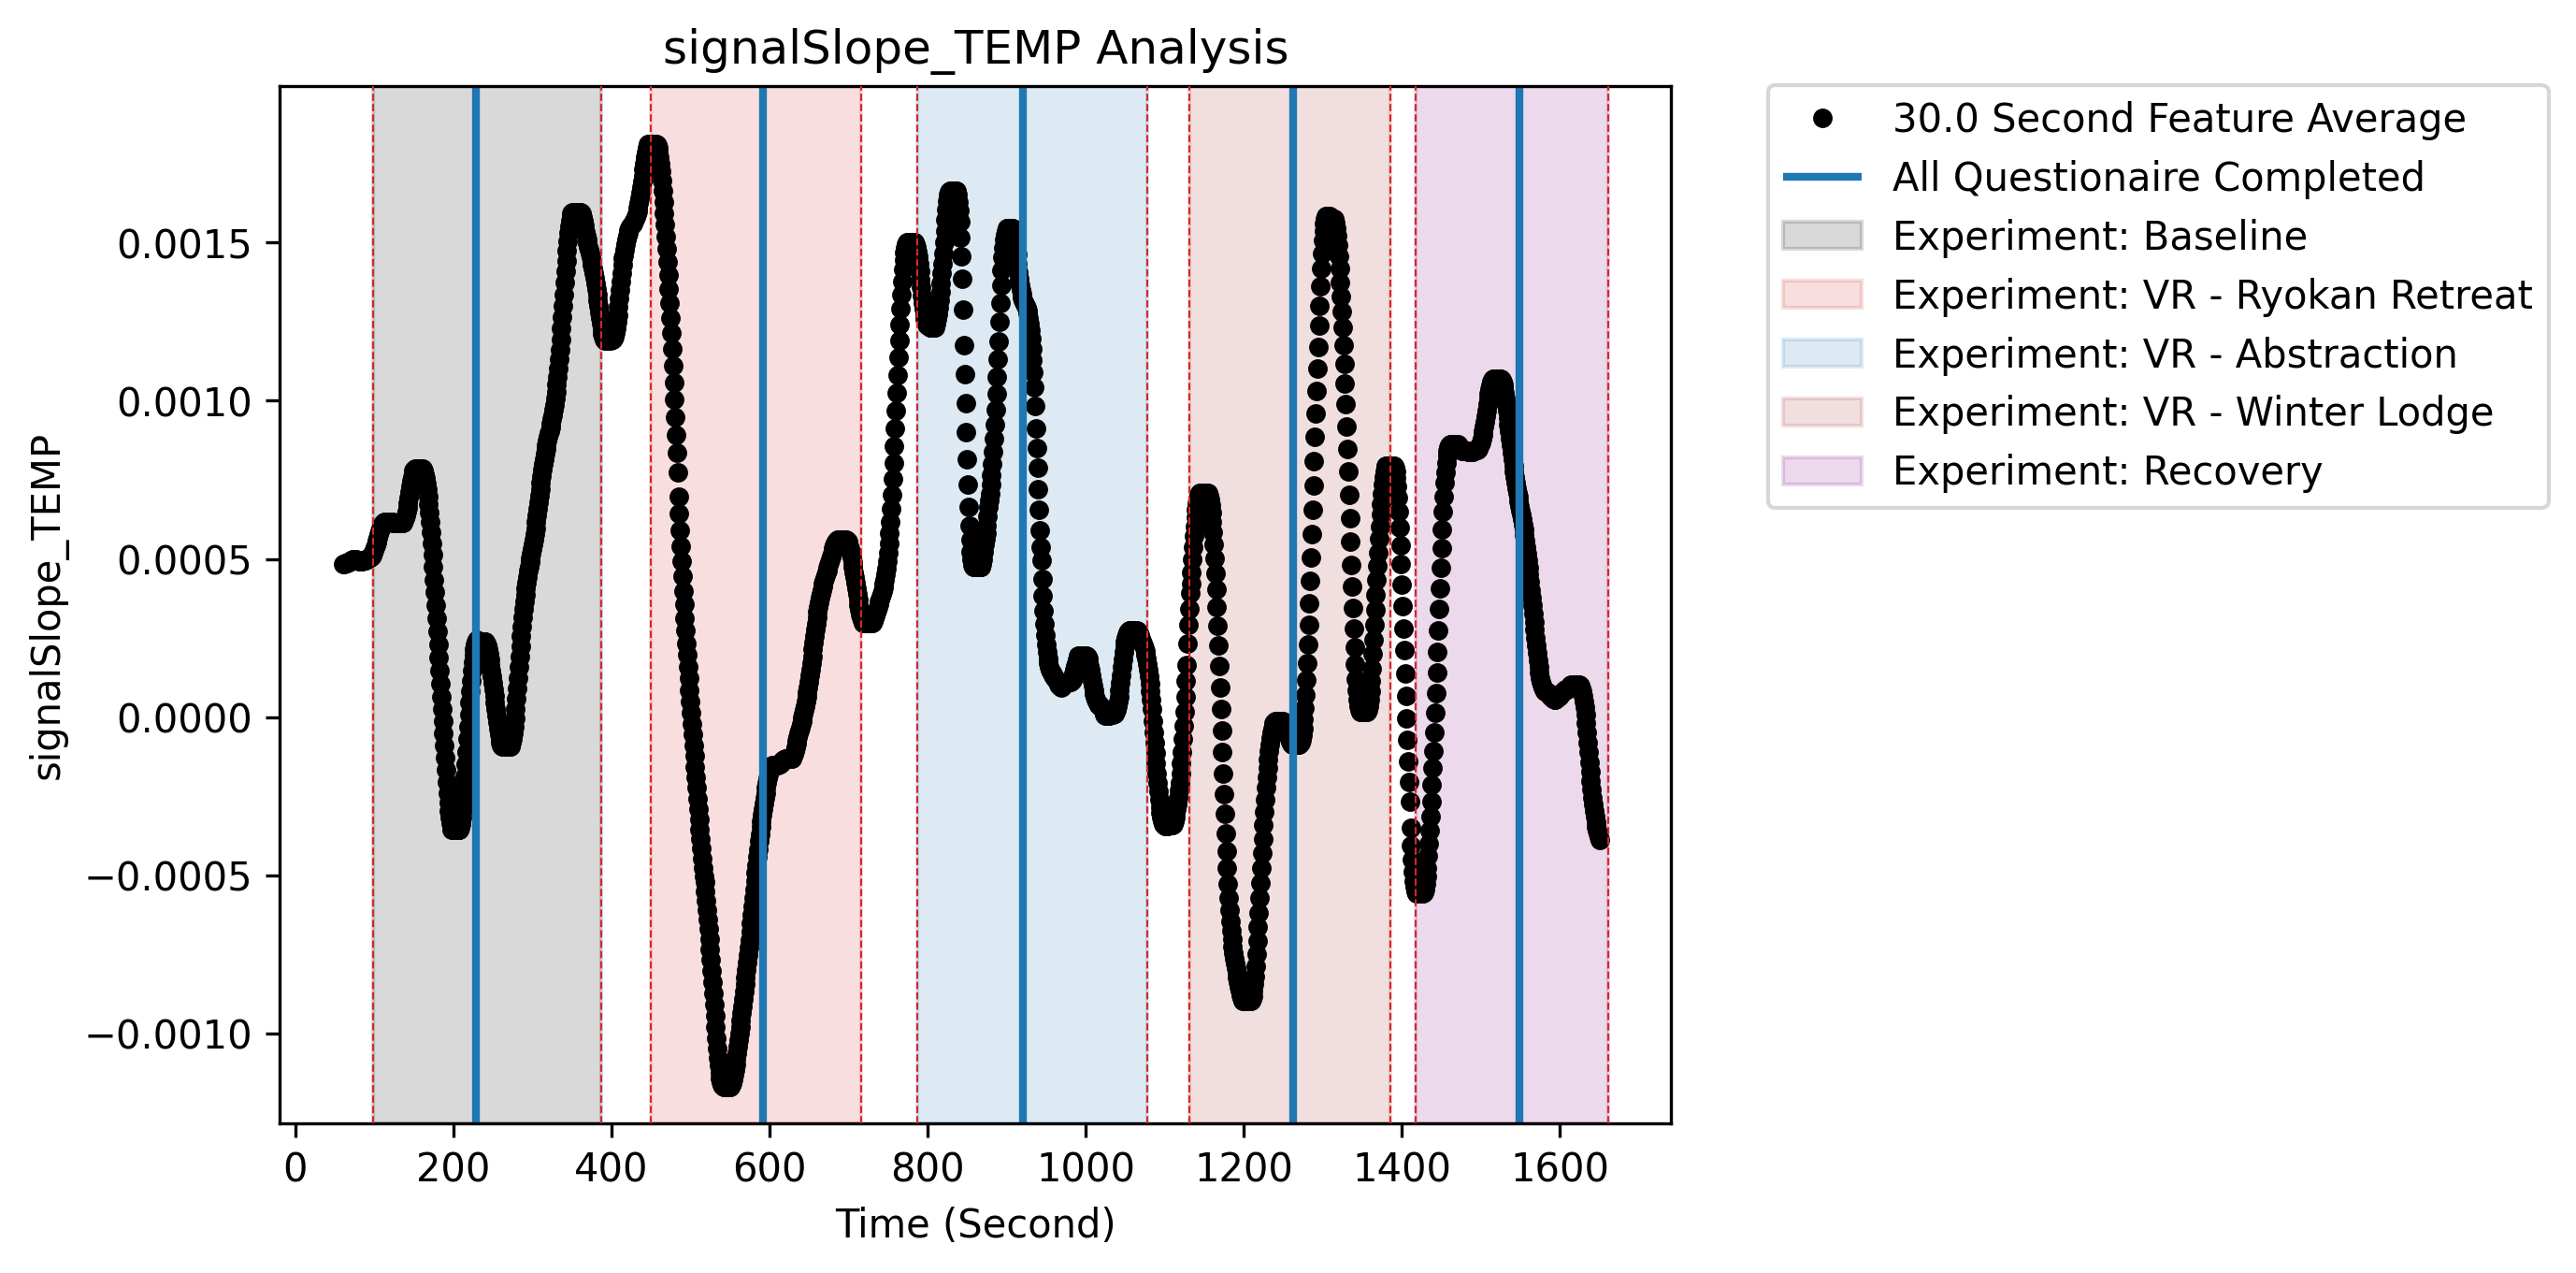 signalSlope_TEMP Analysis
signalSlope_TEMP
0.0015
0.0010
0.0005
0.0000
−0.0005
−0.0010
0 200 400 600 800 1000 1200 1400 1600
Time (Second)
30.0 Second Feature Average
All Questionaire Completed
Experiment: Baseline
Experiment: VR - Ryokan Retreat
Experiment: VR - Abstraction
Experiment: VR - Winter Lodge
Experiment: Recovery